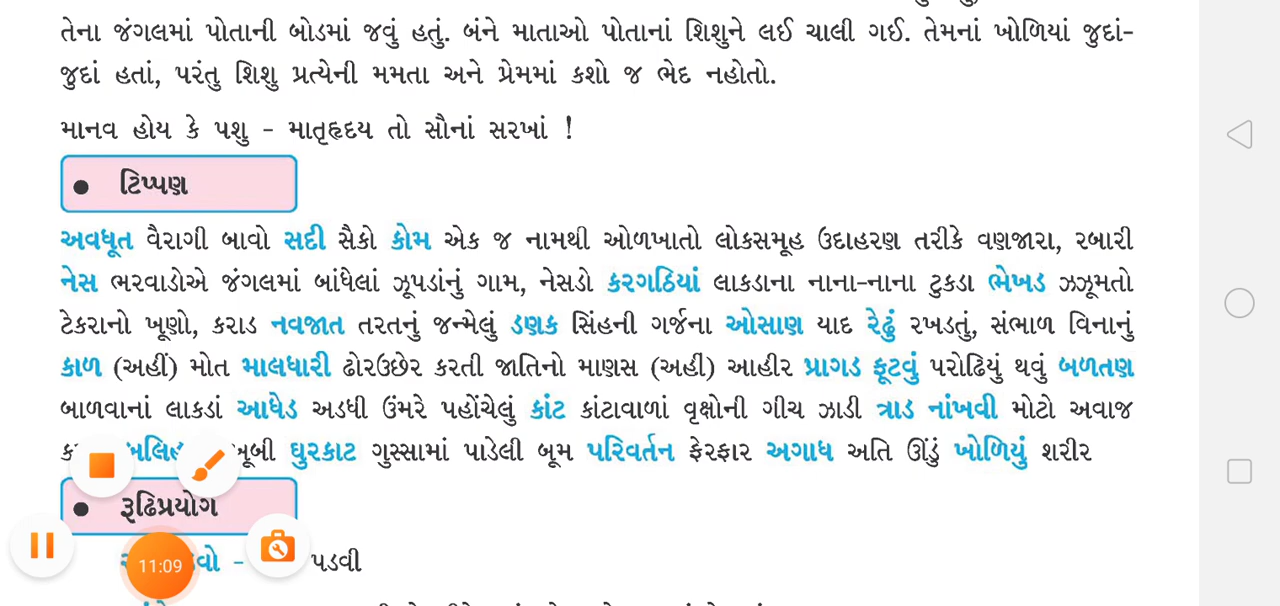 તેના જંગલમાં પોતાની બોડમાં જવું હતું. બંને માતાઓ પોતાનાં શિશુને લઈ ચાલી ગઈ. તેમનાં ખોળિયાં જુદાં-
જુદાં હતાં, પરંતુ શિશુ પ્રત્યેની મમતા અને પ્રેમમાં કશો જ ભેદ નહોતો.
માનવ હોય કે પશુ - માતૃહૃદય તો સૌનાં સરખાં !
• ટિપ્પણ
અવધૂત વૈરાગી બાવો સદી સૈકો કોમ એક જ નામથી ઓળખાતો લોકસમૂહ ઉદાહરણ તરીકે વણજારા, રબારી
નેસ ભરવાડોએ જંગલમાં બાંધેલાં ઝૂપડાંનું ગામ, નેસડો કરગઠિયાં લાકડાના નાના-નાના ટુકડા ભેખડ ઝઝૂમતો
ટેકરાનો ખૂણો, કરાડ નવજાત તરતનું જન્મેલું ડણક સિંહની ગર્જના ઓસાણ યાદ રેઢું રખડતું, સંભાળ વિનાનું
કાળ (અહીં) મોત માલધારી ઢોરઉછેર કરતી જાતિનો માણસ (અહીં) આહીર પ્રાગડ ફૂટવું પરોઢિયું થવું બળતણ
બાળવાનાં લાકડાં આધેડ અડધી ઉંમરે પહોંચેલું કાંટ કાંટાવાળાં વૃક્ષોની ગીચ ઝાડી ત્રાડ નાંખવી મોટો અવાજ
ઘુરકાટ ગુસ્સામાં પાડેલી બૂમ પરિવર્તન ફેરફાર અગાધ અતિ ઊંડું ખોળિયું શરીર
• રૂઢિપ્રયોગ
- પડવી
11:09